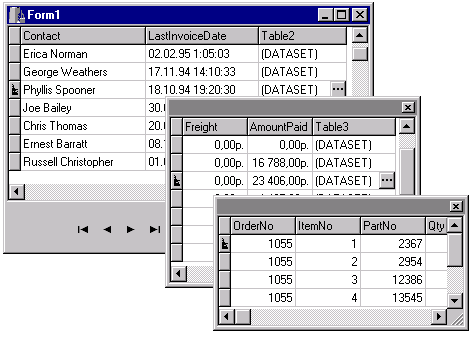 Form1
Contact LastInvoiceDate Table2
Erica Norman 02.02.95 1:05:03 (DATASET)
George Weathers 17.11.94 14:10:33 (DATASET)
Phyllis Spooner 18.10.94 19:20:30 (DATASET) ...
Joe Bailey 30.0
Chris Thomas 20.0
Ernest Barratt 08.
Russell Christopher 01.0
Freight AmountPaid Table3
0,00р. 0,00р. (DATASET)
0,00р. 16 788,00р. (DATASET)
0,00р. 23 406,00р. (DATASET) ...
OrderNo ItemNo PartNo Qty
1055 1 2367
1055 2 2954
1055 3 12386
1055 4 13545